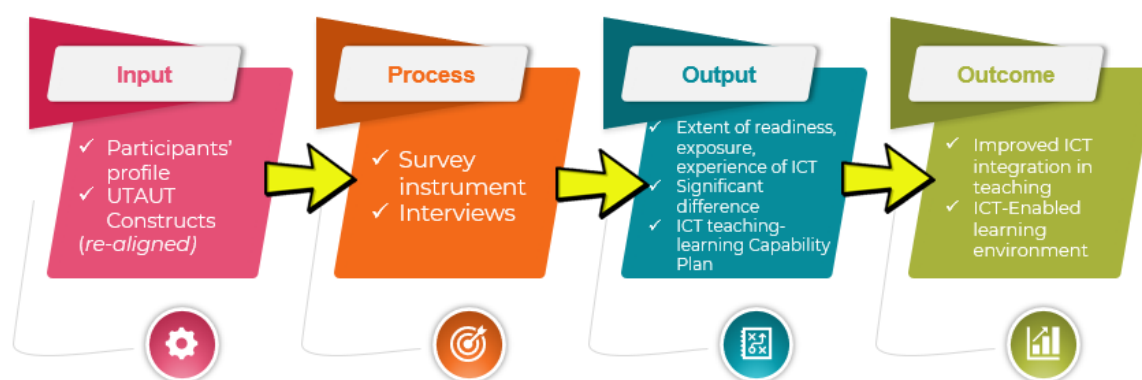 Input
✓ Participants'
profile
✓ UTAUT
Constructs
(re-aligned)
Process
✓ Survey
instrument
✓ Interviews
Output
✓ Extent of readiness,
exposure,
experience of ICT
✓ Significant
difference
✓ ICT teaching-
learning Capability
Plan
Outcome
✓ Improved ICT
integration in
teaching
✓ ICT-Enabled
learning
environment